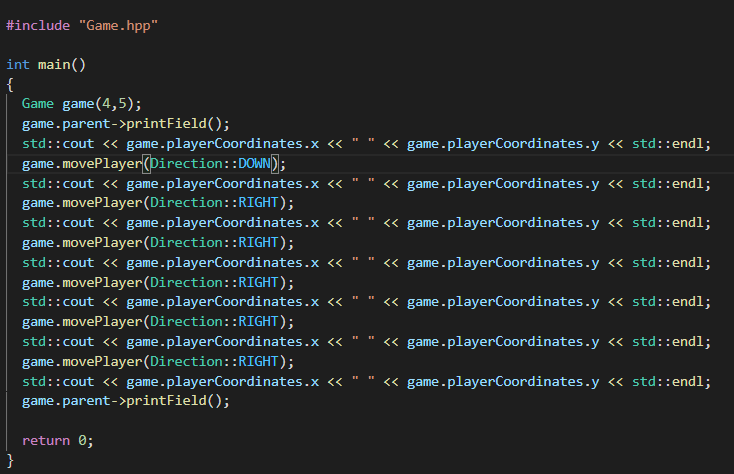 #include "Game.hpp"
int main()
{
Game game(4,5);
game.parent->printField();
std::cout << game.playerCoordinates.x << " " << game.playerCoordinates.y << std::endl;
game.movePlayer(Direction::DOWN);
std::cout << game.playerCoordinates.x << " " << game.playerCoordinates.y << std::endl;
game.movePlayer(Direction::RIGHT);
std::cout << game.playerCoordinates.x << " " << game.playerCoordinates.y << std::endl;
game.movePlayer(Direction::RIGHT);
std::cout << game.playerCoordinates.x << " " << game.playerCoordinates.y << std::endl;
game.movePlayer(Direction::RIGHT);
std::cout << game.playerCoordinates.x << " " << game.playerCoordinates.y << std::endl;
game.movePlayer(Direction::RIGHT);
std::cout << game.playerCoordinates.x << " " << game.playerCoordinates.y << std::endl;
game.movePlayer(Direction::RIGHT);
std::cout << game.playerCoordinates.x << " " << game.playerCoordinates.y << std::endl;
game.parent->printField();
return 0;
}